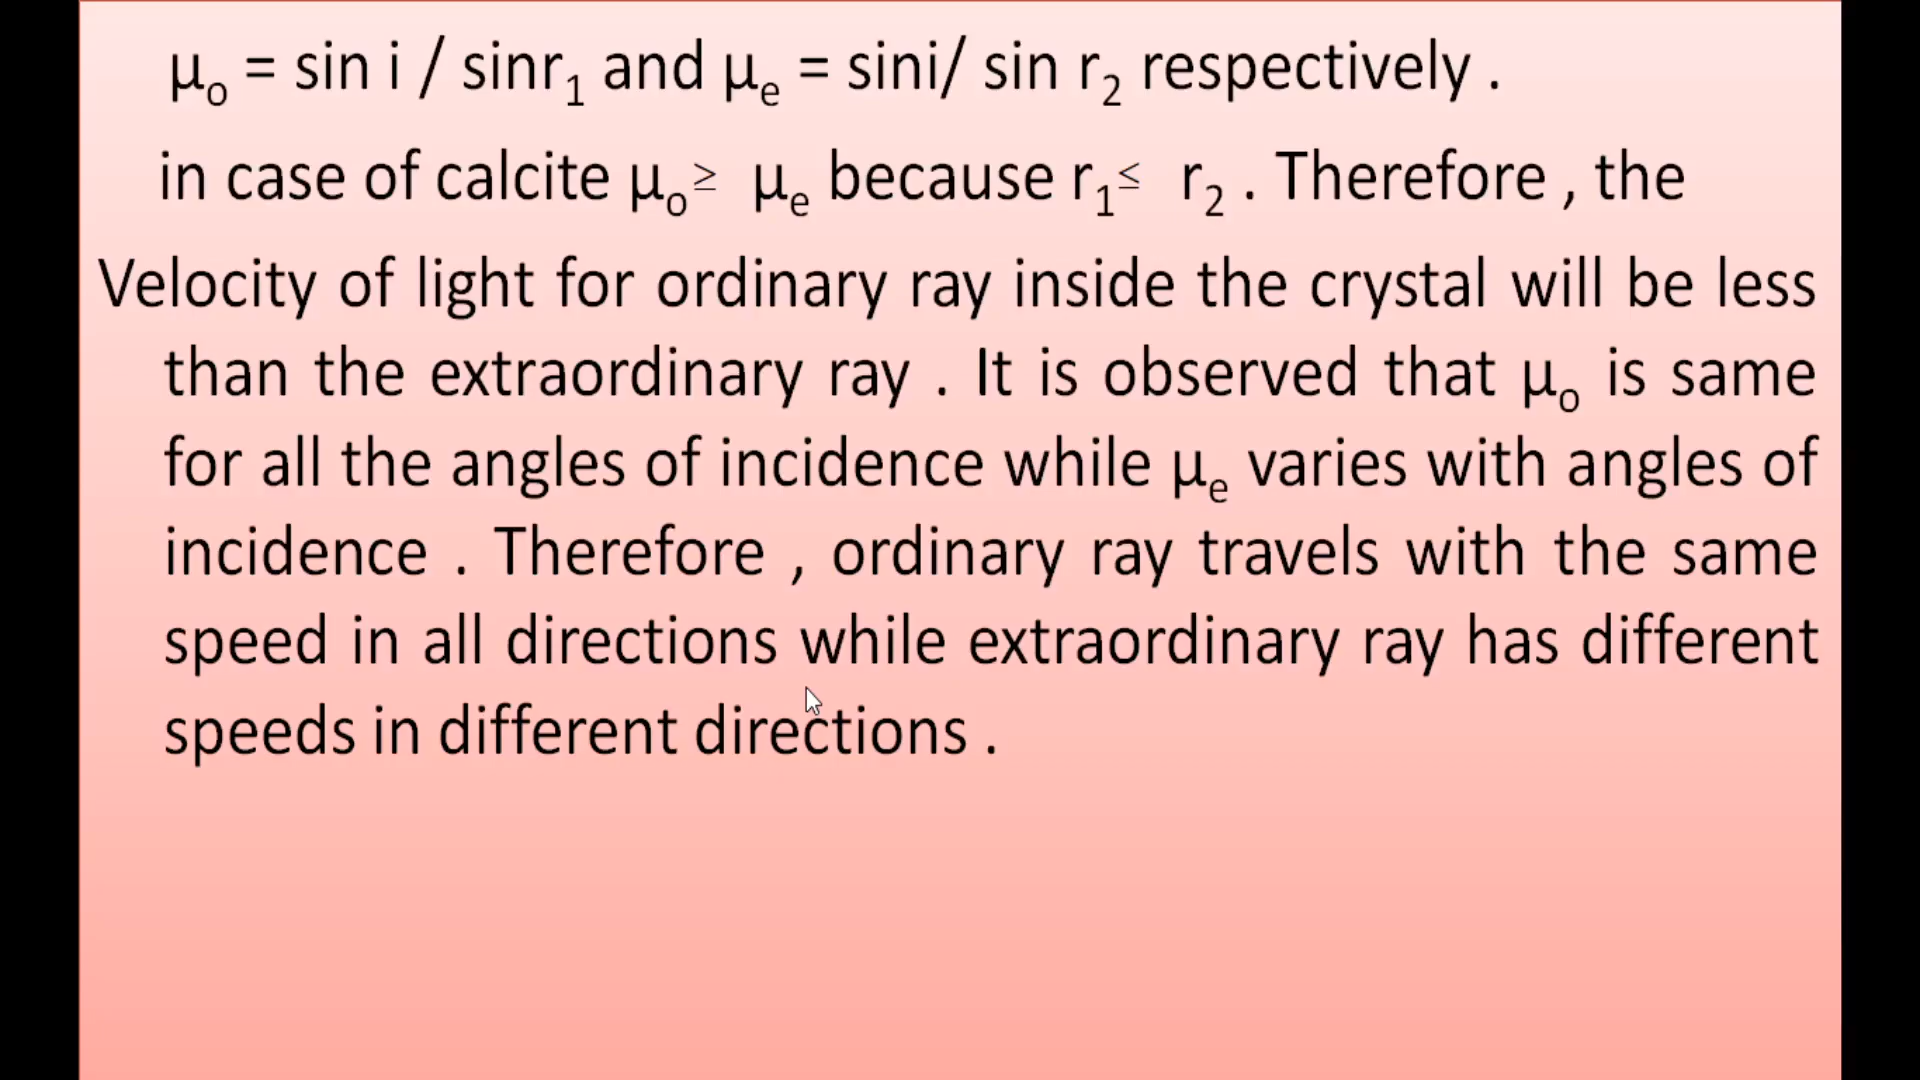 μₒ = sin i / sinr₁ and μₑ = sini/ sin r₂ respectively .
in case of calcite μₒ≥ μₑ because r₁≤ r₂ . Therefore , the
Velocity of light for ordinary ray inside the crystal will be less
than the extraordinary ray . It is observed that μₒ is same
for all the angles of incidence while μₑ varies with angles of
incidence . Therefore , ordinary ray travels with the same
speed in all directions while extraordinary ray has different
speeds in different directions .